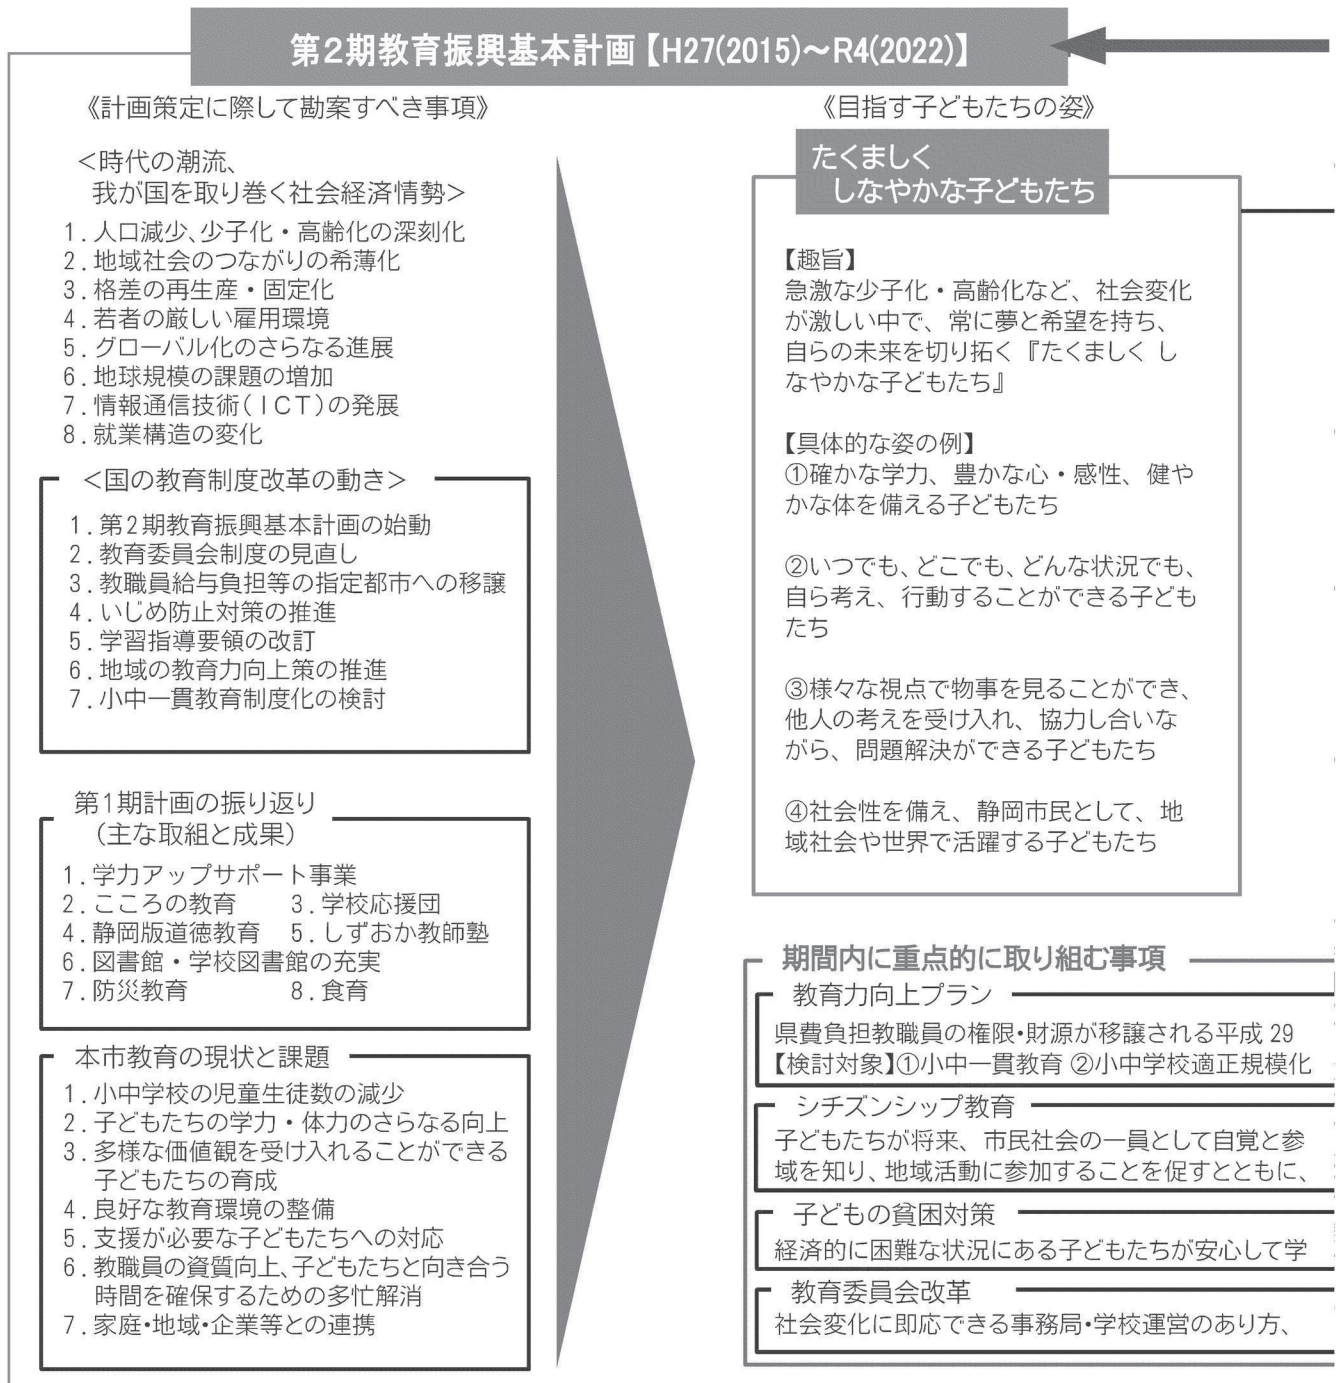 第2期教育振興基本計画【H27(2015)～R4(2022)】
《計画策定に際して勘案すべき事項》
＜時代の潮流、
我が国を取り巻く社会経済情勢＞
1．人口減少、少子化・高齢化の深刻化
2．地域社会のつながりの希薄化
3．格差の再生産・固定化
4．若者の厳しい雇用環境
5．グローバル化のさらなる進展
6．地球規模の課題の増加
7．情報通信技術（ＩＣＴ）の発展
8．就業構造の変化
＜国の教育制度改革の動き＞
1．第2期教育振興基本計画の始動
2．教育委員会制度の見直し
3．教職員給与負担等の指定都市への移譲
4．いじめ防止対策の推進
5．学習指導要領の改訂
6．地域の教育力向上策の推進
7．小中一貫教育制度化の検討
第1期計画の振り返り
（主な取組と成果）
1．学力アップサポート事業
2．こころの教育　3．学校応援団
4．静岡版道徳教育　5．しずおか教師塾
6．図書館・学校図書館の充実
7．防災教育　8．食育
本市教育の現状と課題
1．小中学校の児童生徒数の減少
2．子どもたちの学力・体力のさらなる向上
3．多様な価値観を受け入れることができる
子どもたちの育成
4．良好な教育環境の整備
5．支援が必要な子どもたちへの対応
6．教職員の資質向上、子どもたちと向き合う
時間を確保するための多忙解消
7．家庭・地域・企業等との連携
《目指す子どもたちの姿》
たくましく
しなやかな子どもたち
【趣旨】
急激な少子化・高齢化など、社会変化
が激しい中で、常に夢と希望を持ち、
自らの未来を切り拓く『たくましく し
なやかな子どもたち』
【具体的な姿の例】
①確かな学力、豊かな心・感性、健や
かな体を備える子どもたち
②いつでも、どこでも、どんな状況でも、
自ら考え、行動することができる子ども
たち
③様々な視点で物事を見ることができ、
他人の考えを受け入れ、協力し合いな
がら、問題解決ができる子どもたち
④社会性を備え、静岡市民として、地
域社会や世界で活躍する子どもたち
期間内に重点的に取り組む事項
教育力向上プラン
県費負担教職員の権限・財源が移譲される平成 29
【検討対象】①小中一貫教育 ②小中学校適正規模化
シチズンシップ教育
子どもたちが将来、市民社会の一員として自覚と参
域を知り、地域活動に参加することを促すとともに、
子どもの貧困対策
経済的に困難な状況にある子どもたちが安心して学
教育委員会改革
社会変化に即応できる事務局・学校運営のあり方、